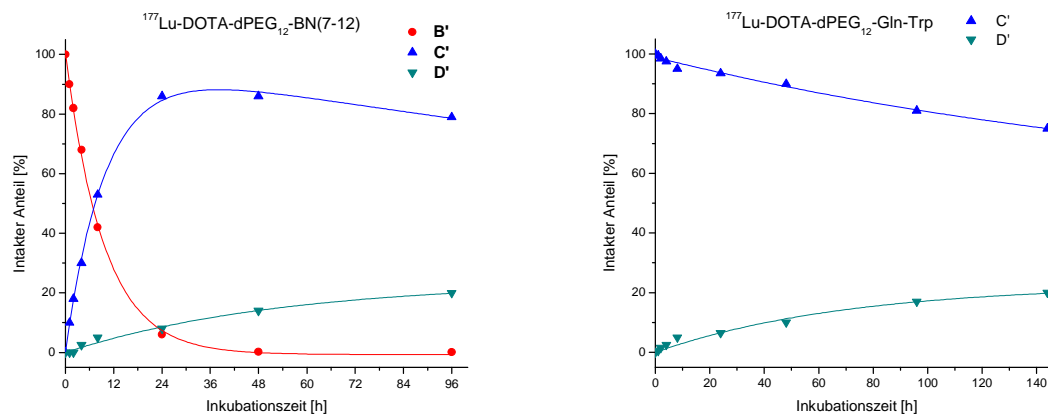 ¹⁷⁷Lu-DOTA-dPEG₁₂-BN(7-12)
B'
C'
D'
100
80
60
40
20
0
Intakter Anteil [%]
0 12 24 36 48 60 72 84 96
Inkubationszeit [h]
¹⁷⁷Lu-DOTA-dPEG₁₂-Gln-Trp
C'
D'
100
80
60
40
20
0
Intakter Anteil [%]
0 20 40 60 80 100 120 140
Inkubationszeit [h]